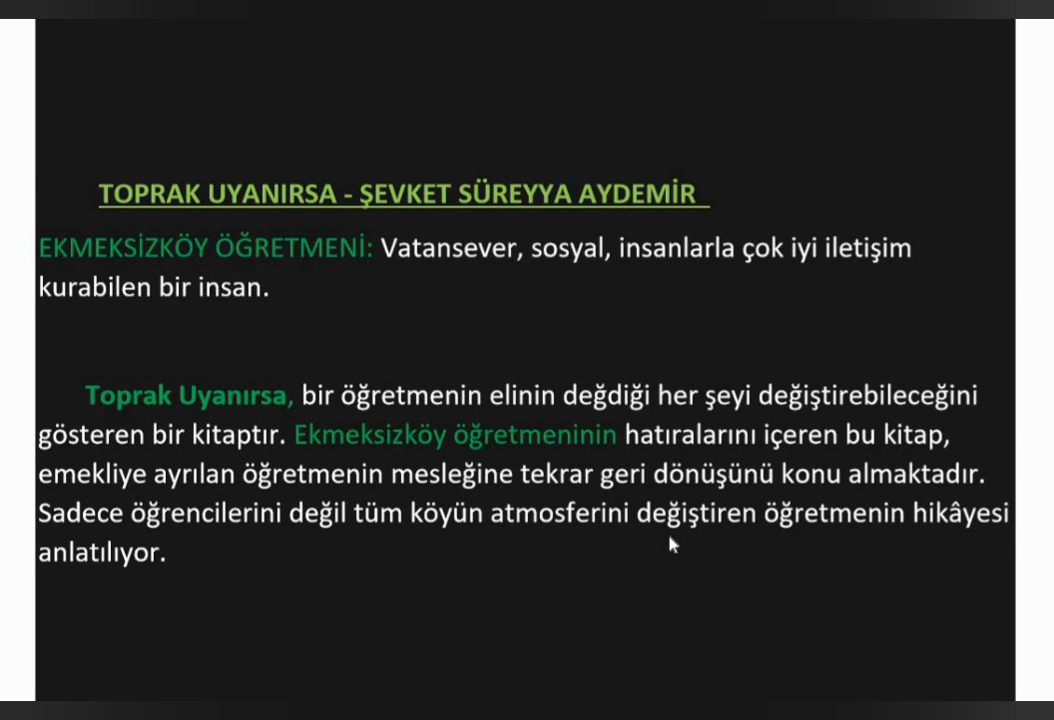 TOPRAK UYANIRSA - ŞEVKET SÜREYYA AYDEMİR
EKMEKSİZKÖY ÖĞRETMENİ: Vatansever, sosyal, insanlarla çok iyi iletişim
kurabilen bir insan.
Toprak Uyanırsa, bir öğretmenin elinin değdiği her şeyi değiştirebileceğini
gösteren bir kitaptır. Ekmeksizköy öğretmeninin hatıralarını içeren bu kitap,
emekliye ayrılan öğretmenin mesleğine tekrar geri dönüşünü konu almaktadır.
Sadece öğrencilerini değil tüm köyün atmosferini değiştiren öğretmenin hikâyesi
anlatılıyor.